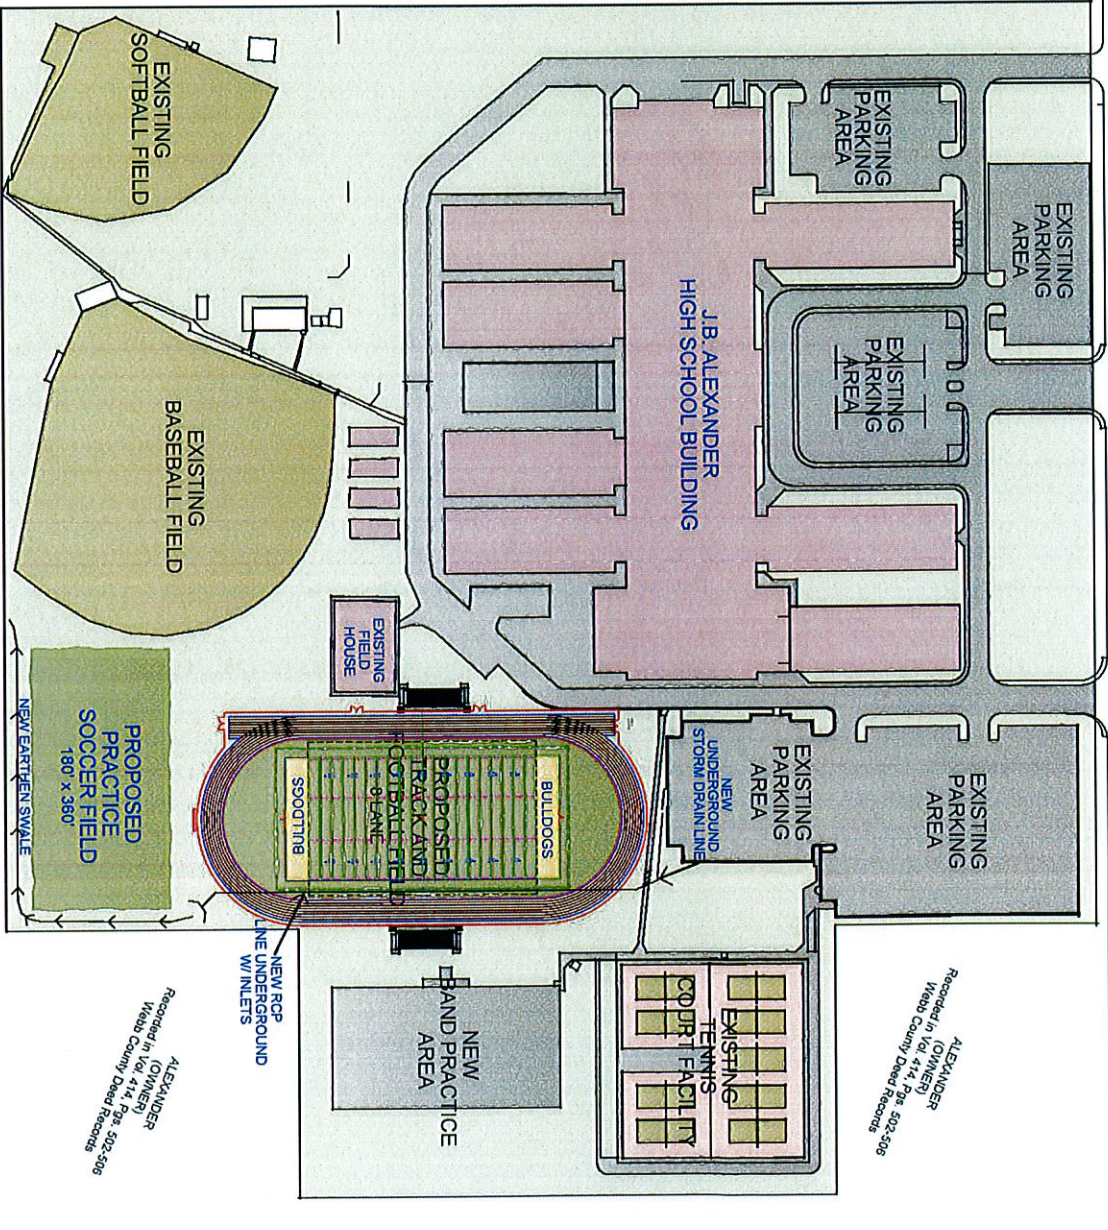 EXISTING
SOFTBALL FIELD
EXISTING
BASEBALL FIELD
EXISTING
PARKING
AREA
EXISTING
PARKING
AREA
EXISTING
PARKING
AREA
J.B. ALEXANDER
HIGH SCHOOL BUILDING
EXISTING
FIELD
HOUSE
EXISTING
PARKING
AREA
EXISTING
PARKING
AREA
NEW
UNDERGROUND
STORM DRAIN LINE
PROPOSED
TRACK AND
FOOTBALL FIELD
8 LANE
BULLDOGS
BULLDOGS
PROPOSED
PRACTICE
SOCCER FIELD
180' x 360'
NEW EARTHEN SWALE
NEW RCP
LINE UNDERGROUND
W/ INLETS
NEW
BAND PRACTICE
AREA
EXISTING
TENNIS
COURT FACILITY
ALEXANDER
(OWNER)
Recorded in Vol. 414, Pgs. 502-506
Webb County Deed Records
ALEXANDER
(OWNER)
Recorded in Vol. 414, Pgs. 502-506
Webb County Deed Records